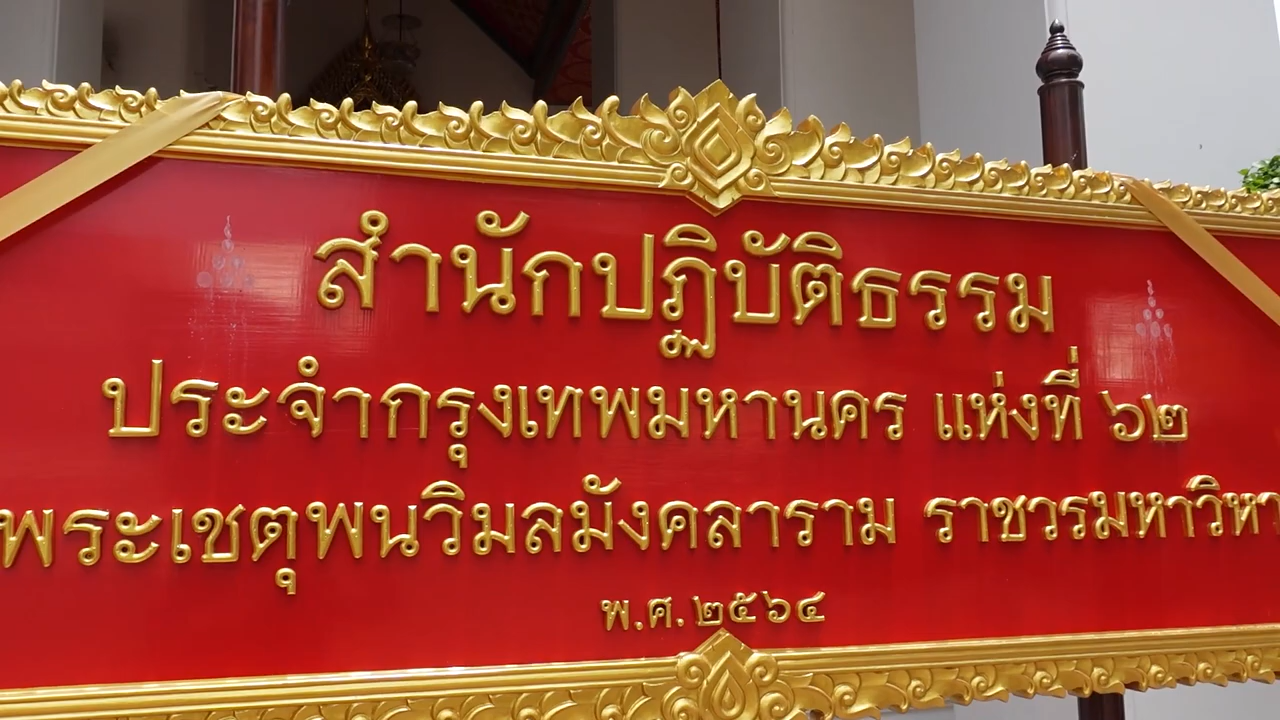 สำนักปฏิบัติธรรม
ประจำกรุงเทพมหานคร แห่งที่ ๖๒
พระเชตุพนวิมลมังคลาราม ราชวรมหาวิหา
พ.ศ. ๒๕๖๔